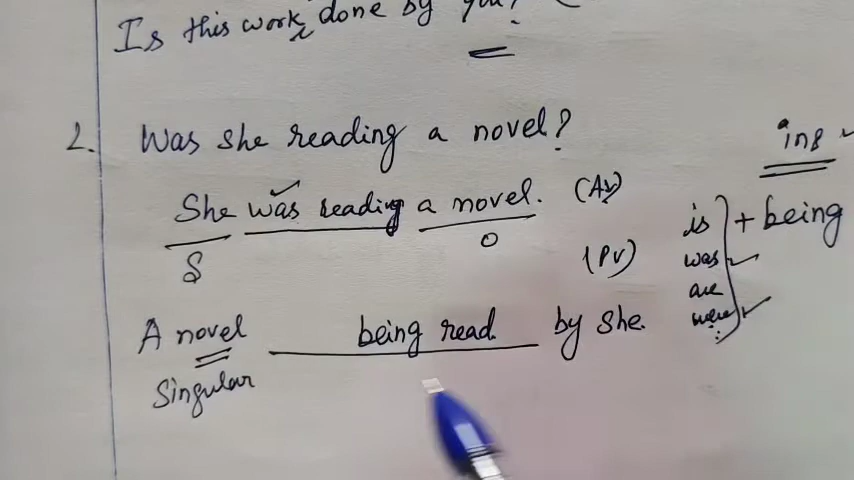 Is this work done by you?
2. Was she reading a novel?
She was reading a novel. (AV)
S
O
(PV)
A novel being read by she.
Singular
ing
is + being
was
are
were